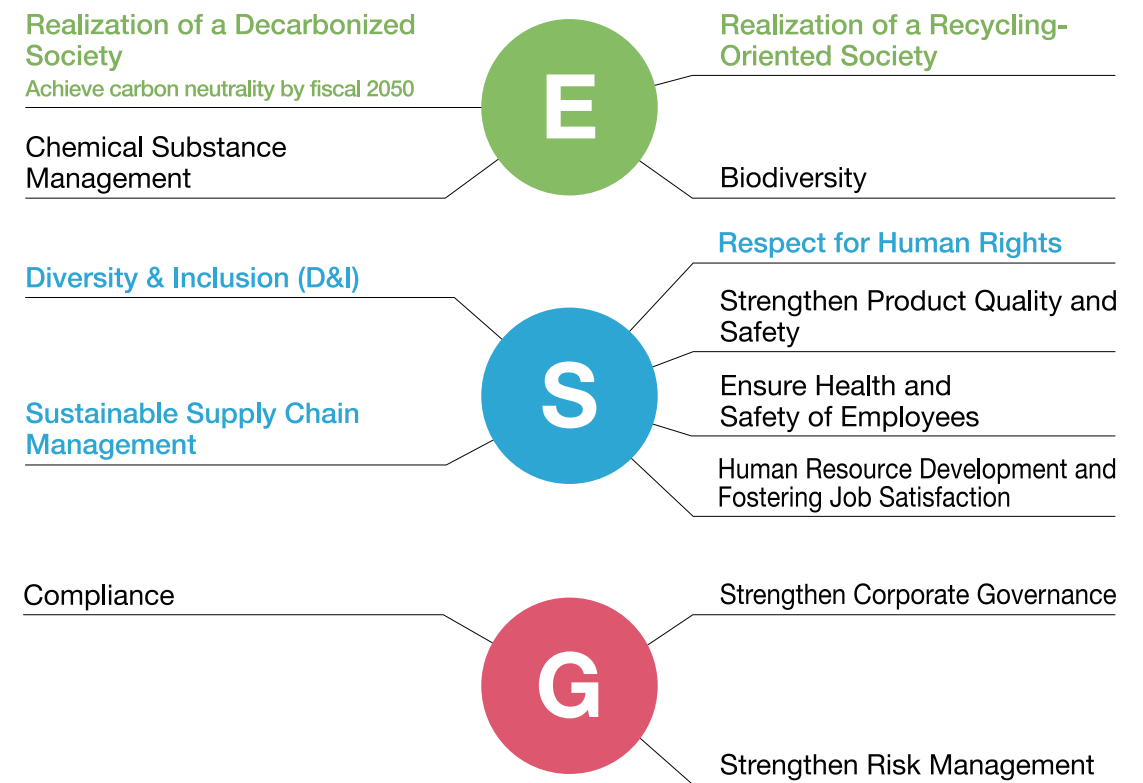 Realization of a Decarbonized
Society
Achieve carbon neutrality by fiscal 2050
Chemical Substance
Management
E
Realization of a Recycling-
Oriented Society
Biodiversity
Diversity & Inclusion (D&I)
Sustainable Supply Chain
Management
S
Respect for Human Rights
Strengthen Product Quality and
Safety
Ensure Health and
Safety of Employees
Human Resource Development and
Fostering Job Satisfaction
Compliance
G
Strengthen Corporate Governance
Strengthen Risk Management